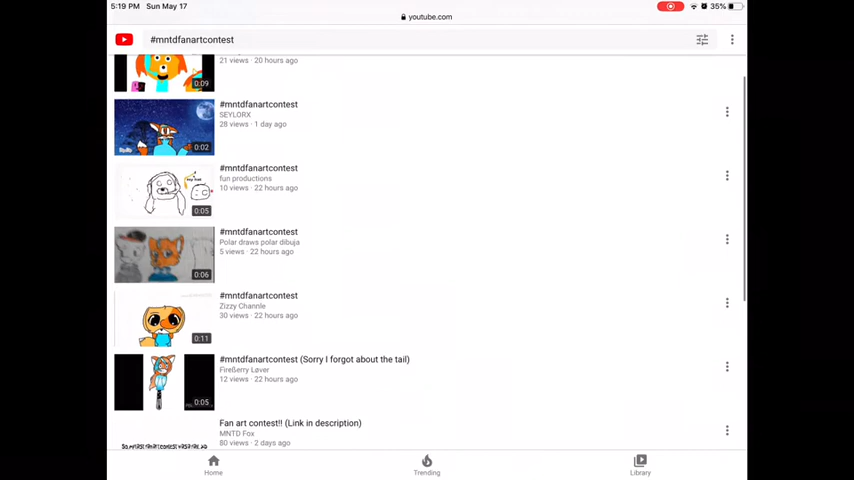 5:19 PM Sun May 17
35%
youtube.com
#mntdfanartcontest
21 views · 20 hours ago
0:09
#mntdfanartcontest
SEYLORX
28 views · 1 day ago
0:02
#mntdfanartcontest
fun productions
10 views · 22 hours ago
0:05
#mntdfanartcontest
Polar draws polar dibuja
5 views · 22 hours ago
0:06
#mntdfanartcontest
Zizzy Channle
30 views · 22 hours ago
0:11
#mntdfanartcontest (Sorry I forgot about the tail)
Fireßerry Løver
12 views · 22 hours ago
0:05
Fan art contest!! (Link in description)
MNTD Fox
80 views · 2 days ago
Home
Trending
Library